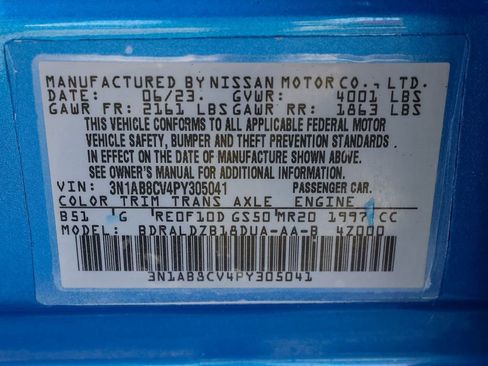 MANUFACTURED BY NISSAN MOTOR CO., LTD.
DATE: 06/23 GVWR: 4001 LBS
GAWR FR: 2161 LBS GAWR RR: 1863 LBS
THIS VEHICLE CONFORMS TO ALL APPLICABLE FEDERAL MOTOR
VEHICLE SAFETY, BUMPER AND THEFT PREVENTION STANDARDS
IN EFFECT ON THE DATE OF MANUFACTURE SHOWN ABOVE.
SEE OWNER'S MANUAL FOR ADDITIONAL INFORMATION.
VIN: 3N1AB8CV4PY305041 PASSENGER CAR
COLOR TRIM TRANS AXLE ENGINE
B51 G RE0F10D GS50 MR20 1997 CC
MODEL: BDRALDZB18DUA-AA-B 47000
3N1AB8CV4PY305041